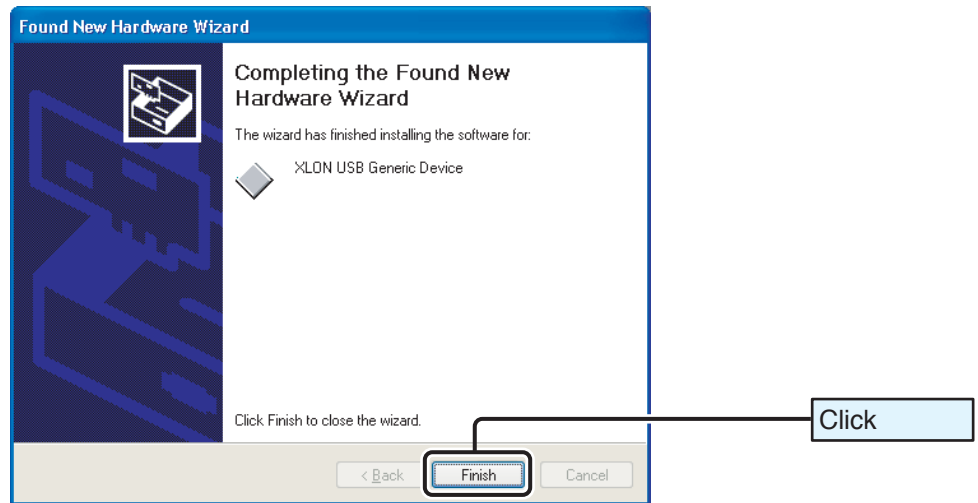 Found New Hardware Wizard
Completing the Found New
Hardware Wizard
The wizard has finished installing the software for:
XLON USB Generic Device
Click Finish to close the wizard.
Click
< Back
Finish
Cancel